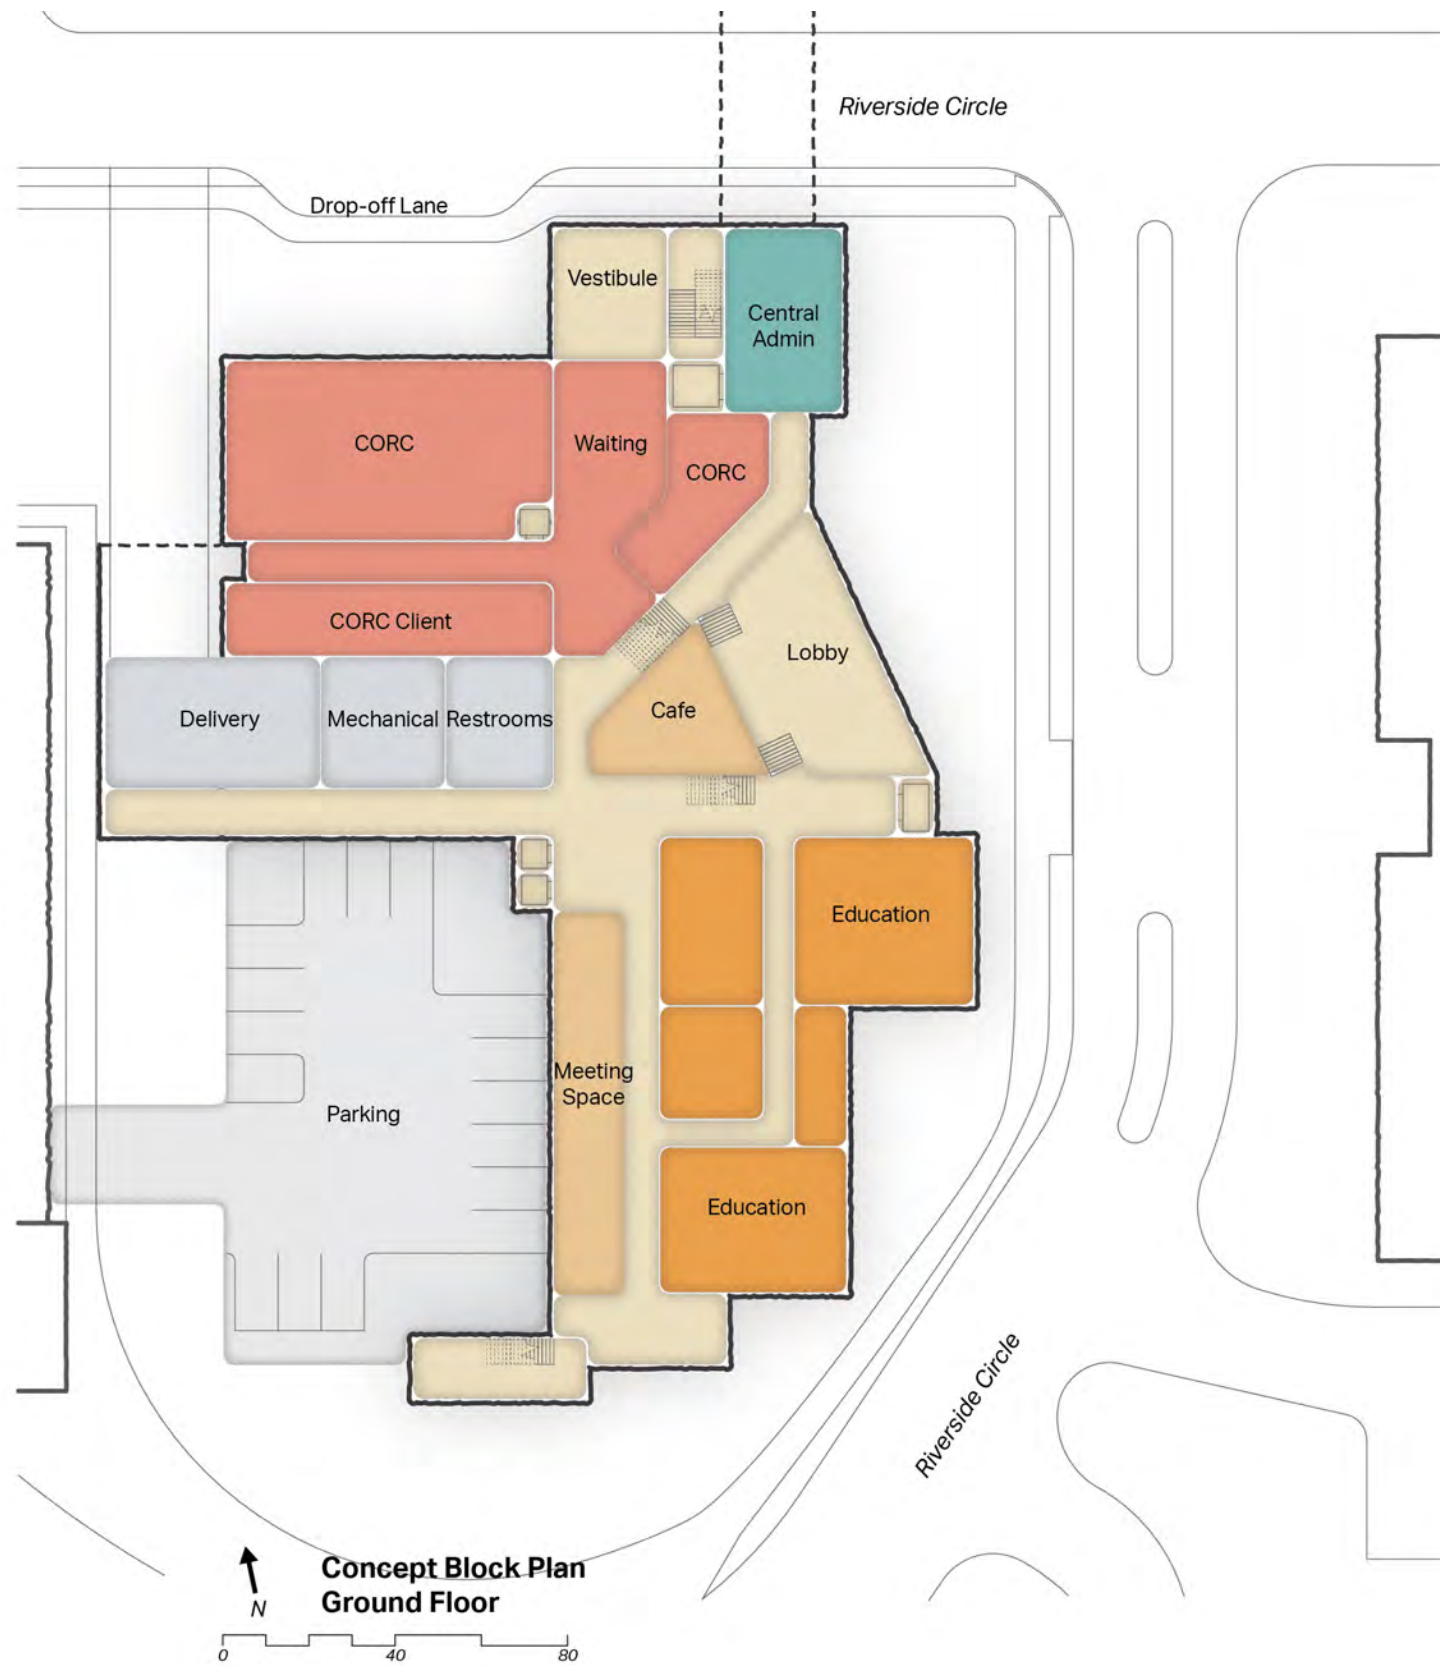 Riverside Circle
Drop-off Lane
Vestibule
Central
Admin
CORC
Waiting
CORC
CORC Client
Lobby
Delivery
Mechanical
Restrooms
Cafe
Education
Meeting
Space
Parking
Education
Riverside Circle
Concept Block Plan
Ground Floor
N
0 40 80